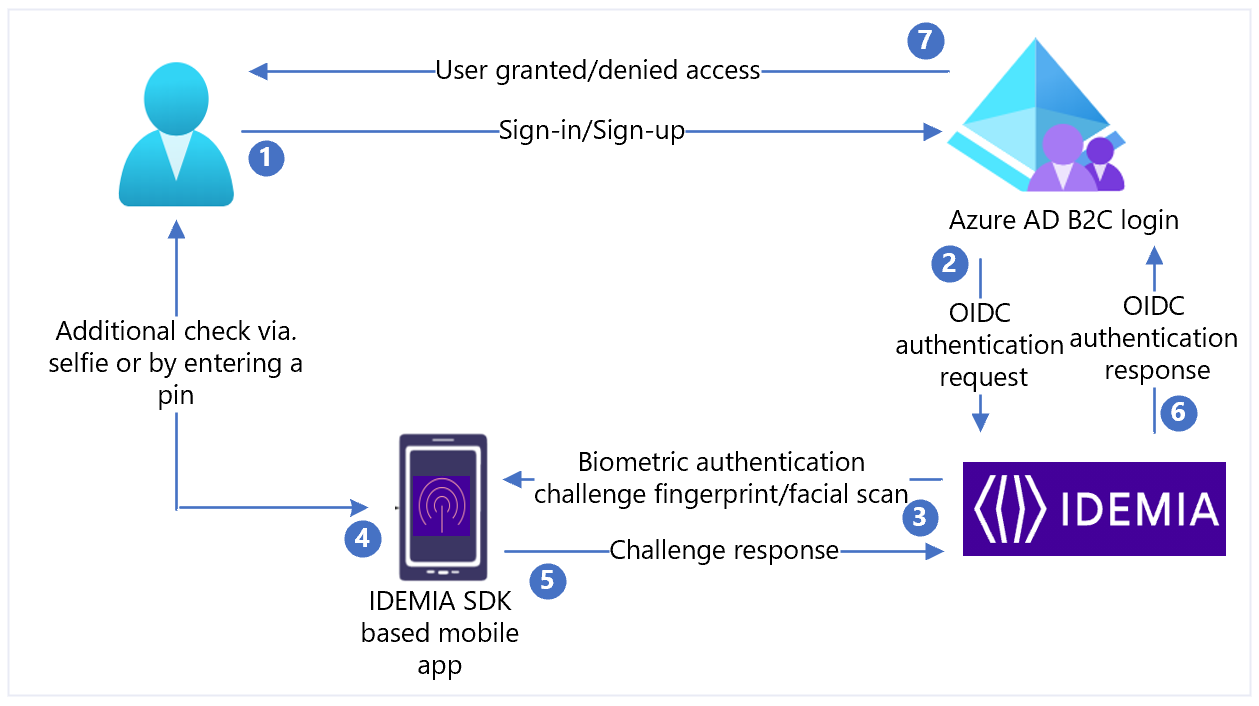 7
User granted/denied access
Sign-in/Sign-up
1
Azure AD B2C login
2
OIDC
authentication
request
OIDC
authentication
response
6
Additional check via.
selfie or by entering a
pin
Biometric authentication
challenge fingerprint/facial scan
3
IDEMIA
4
Challenge response
5
IDEMIA SDK
based mobile
app